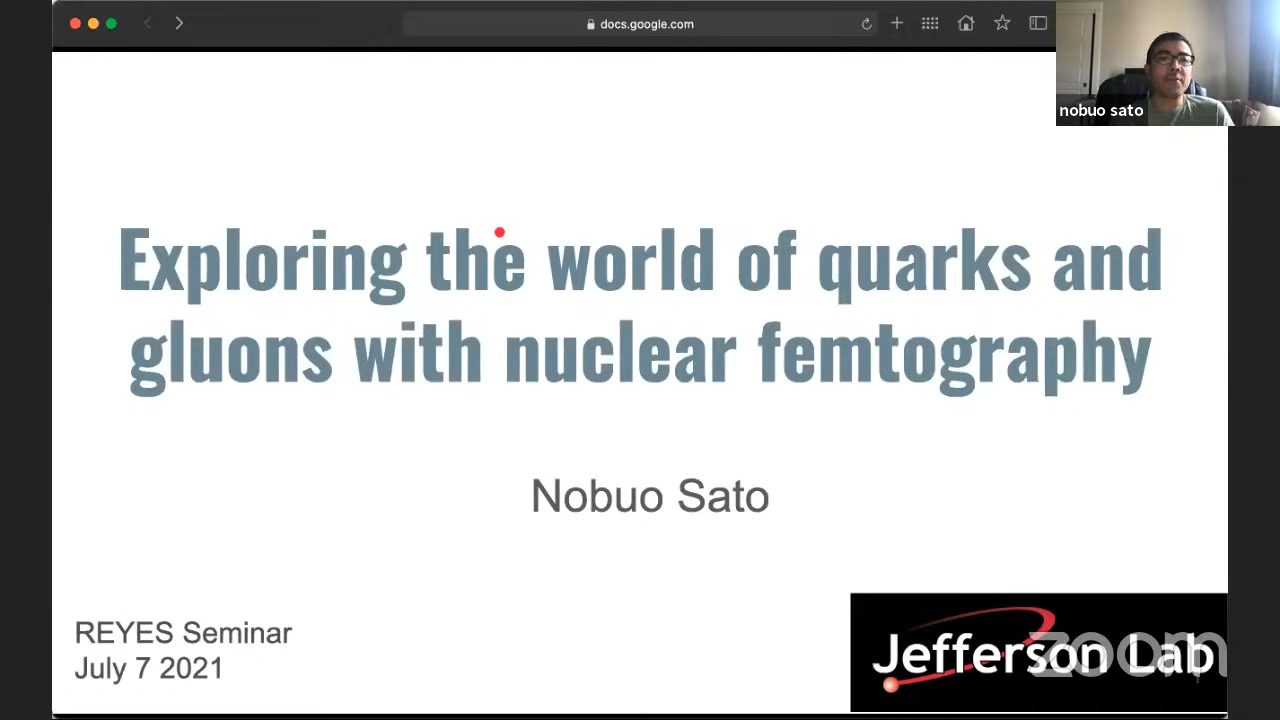 docs.google.com
nobuo sato
Exploring the world of quarks and
gluons with nuclear femtography
Nobuo Sato
REYES Seminar
July 7 2021
Jefferson Lab
zoom